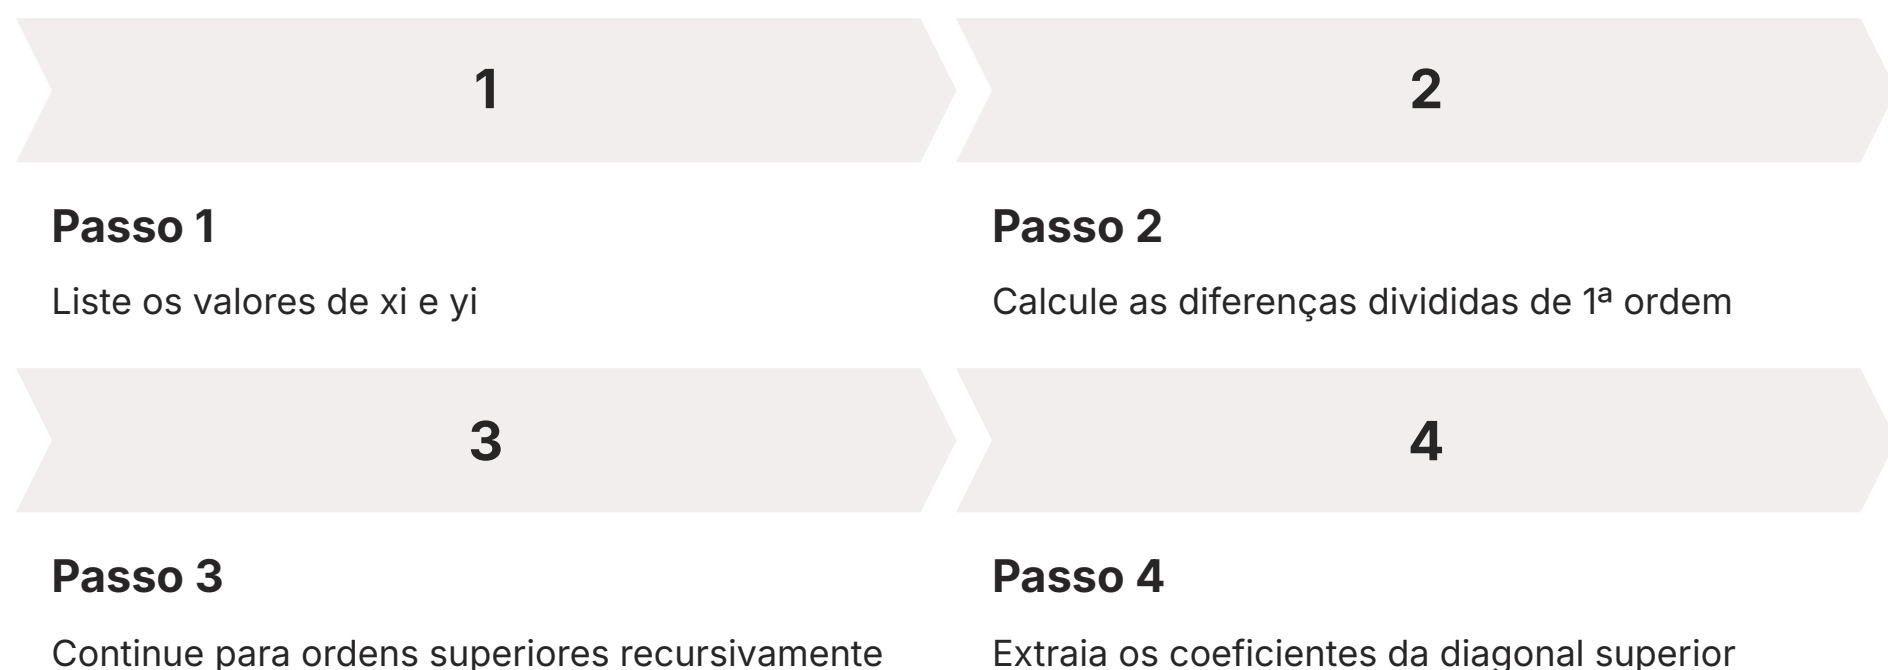 1
2
Passo 1
Liste os valores de xi e yi
Passo 2
Calcule as diferenças divididas de 1ª ordem
3
4
Passo 3
Continue para ordens superiores recursivamente
Passo 4
Extraia os coeficientes da diagonal superior